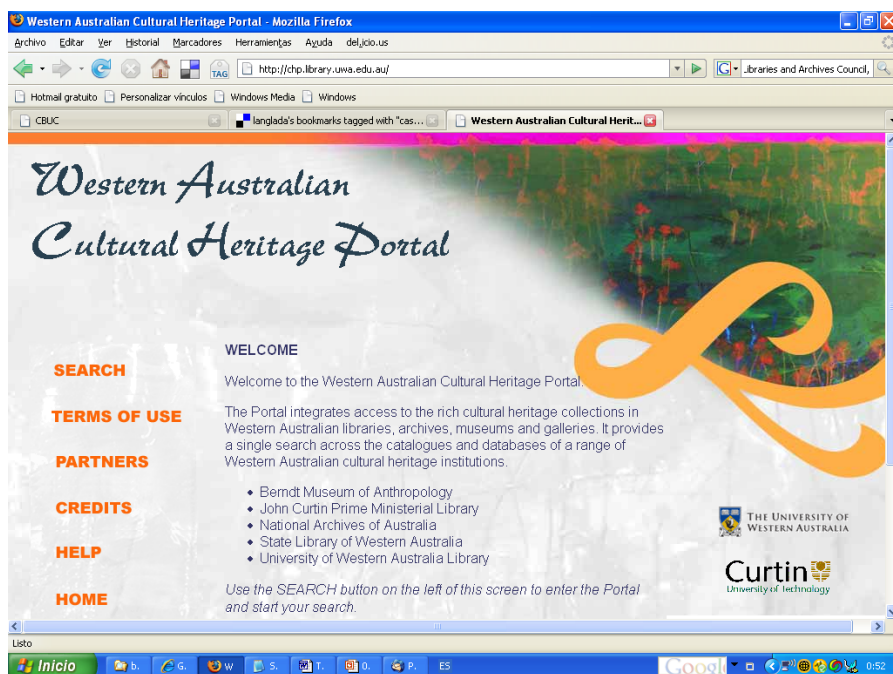 Western Australian Cultural Heritage Portal - Mozilla Firefox
Archivo Editar Ver Historial Marcadores Herramientas Ayuda del.icio.us
TAG http://chp.library.uwa.edu.au/ G .ibraries and Archives Council,
Hotmail gratuito Personalizar vínculos Windows Media Windows
CBUC langlada's bookmarks tagged with "cas... Western Australian Cultural Herit...
Western Australian
Cultural Heritage Portal
WELCOME
SEARCH
Welcome to the Western Australian Cultural Heritage Portal.
TERMS OF USE
The Portal integrates access to the rich cultural heritage collections in
Western Australian libraries, archives, museums and galleries. It provides
a single search across the catalogues and databases of a range of
Western Australian cultural heritage institutions.
PARTNERS
• Berndt Museum of Anthropology
• John Curtin Prime Ministerial Library
• National Archives of Australia
• State Library of Western Australia
• University of Western Australia Library
CREDITS
HELP
Use the SEARCH button on the left of this screen to enter the Portal
and start your search.
HOME
THE UNIVERSITY OF
WESTERN AUSTRALIA
Curtin
University of Technology
Listo
Inicio b. G. W S. T. O. P. ES Googl 0:52